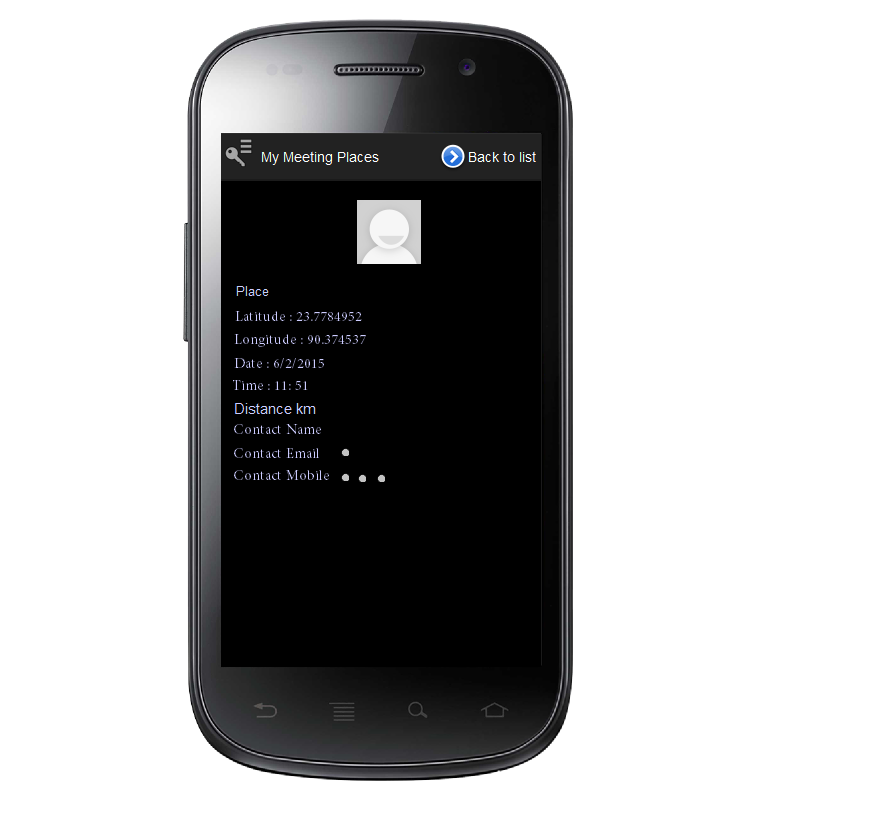 My Meeting Places
Back to list
Place
Latitude : 23.7784952
Longitude : 90.374537
Date : 6/2/2015
Time : 11: 51
Distance km
Contact Name
Contact Email
Contact Mobile